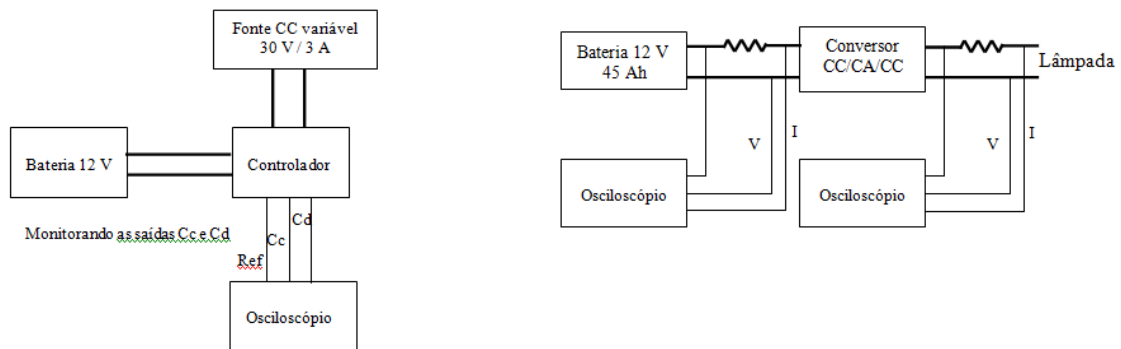 Fonte CC variável
30 V / 3 A
Bateria 12 V
Controlador
Monitorando as saídas Cc e Cd
Cd
Cc
Ref
Osciloscópio
Bateria 12 V
45 Ah
Conversor
CC/CA/CC
Lâmpada
V
I
V
I
Osciloscópio
Osciloscópio